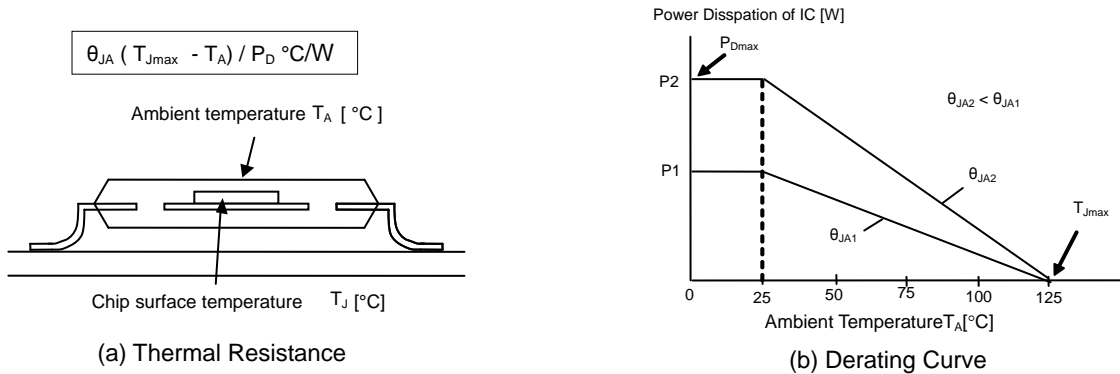 θJA ( TJmax - TA) / PD °C/W
Ambient temperature TA [ °C ]
Chip surface temperature TJ [°C]
(a) Thermal Resistance
Power Disspation of IC [W]
PDmax
P2
θJA2 < θJA1
P1
θJA2
TJmax
θJA1
0 25 50 75 100 125
Ambient TemperatureTA[°C]
(b) Derating Curve